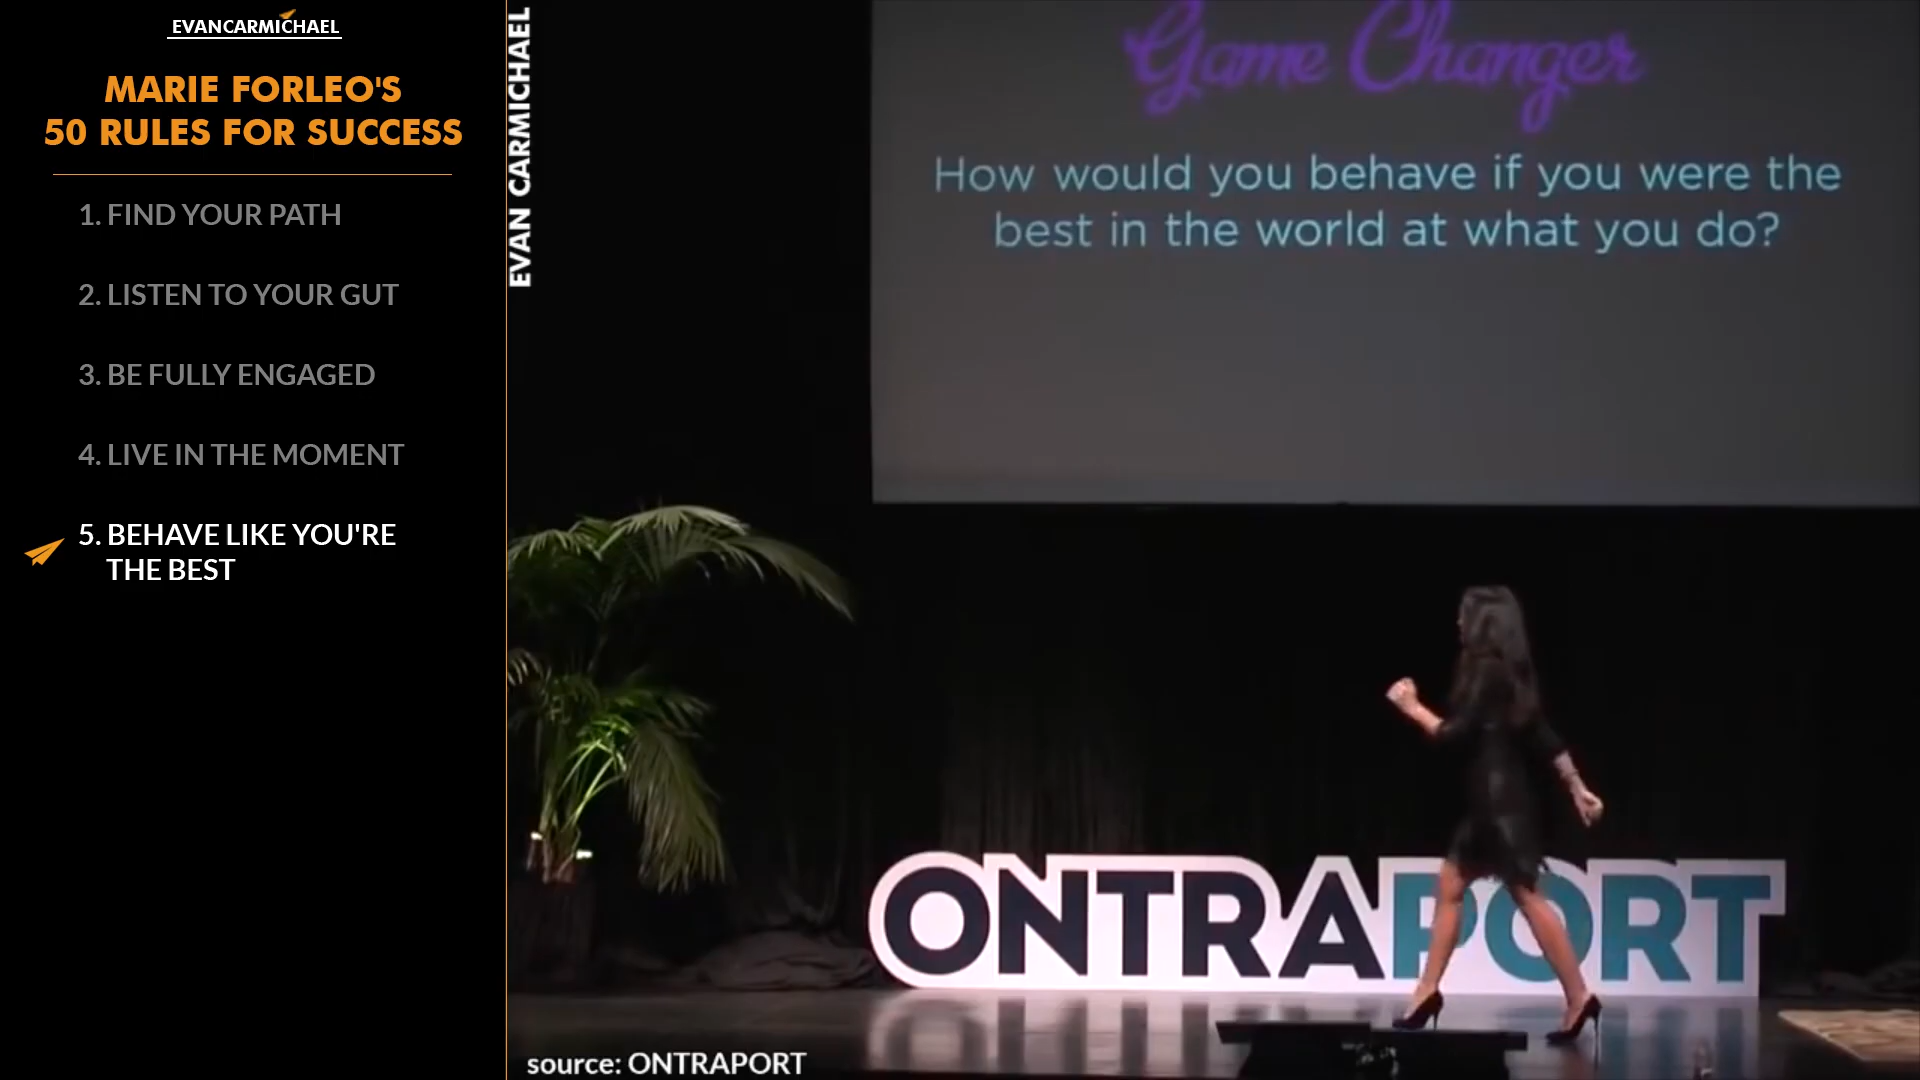 EVANCARMICHAEL
MARIE FORLEO'S
50 RULES FOR SUCCESS
1. FIND YOUR PATH
2. LISTEN TO YOUR GUT
3. BE FULLY ENGAGED
4. LIVE IN THE MOMENT
5. BEHAVE LIKE YOU'RE
THE BEST
EVAN CARMICHAEL
Game Changer
How would you behave if you were the
best in the world at what you do?
ONTRAPORT
source: ONTRAPORT